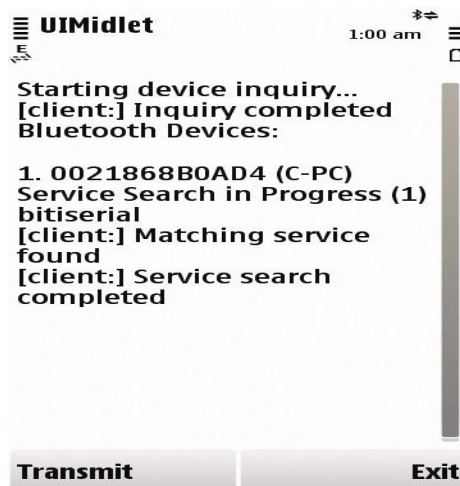 UIMidlet
1:00 am
E
Starting device inquiry...
[client:] Inquiry completed
Bluetooth Devices:
1. 0021868B0AD4 (C-PC)
Service Search in Progress (1)
bitiserial
[client:] Matching service
found
[client:] Service search
completed
Transmit
Exit